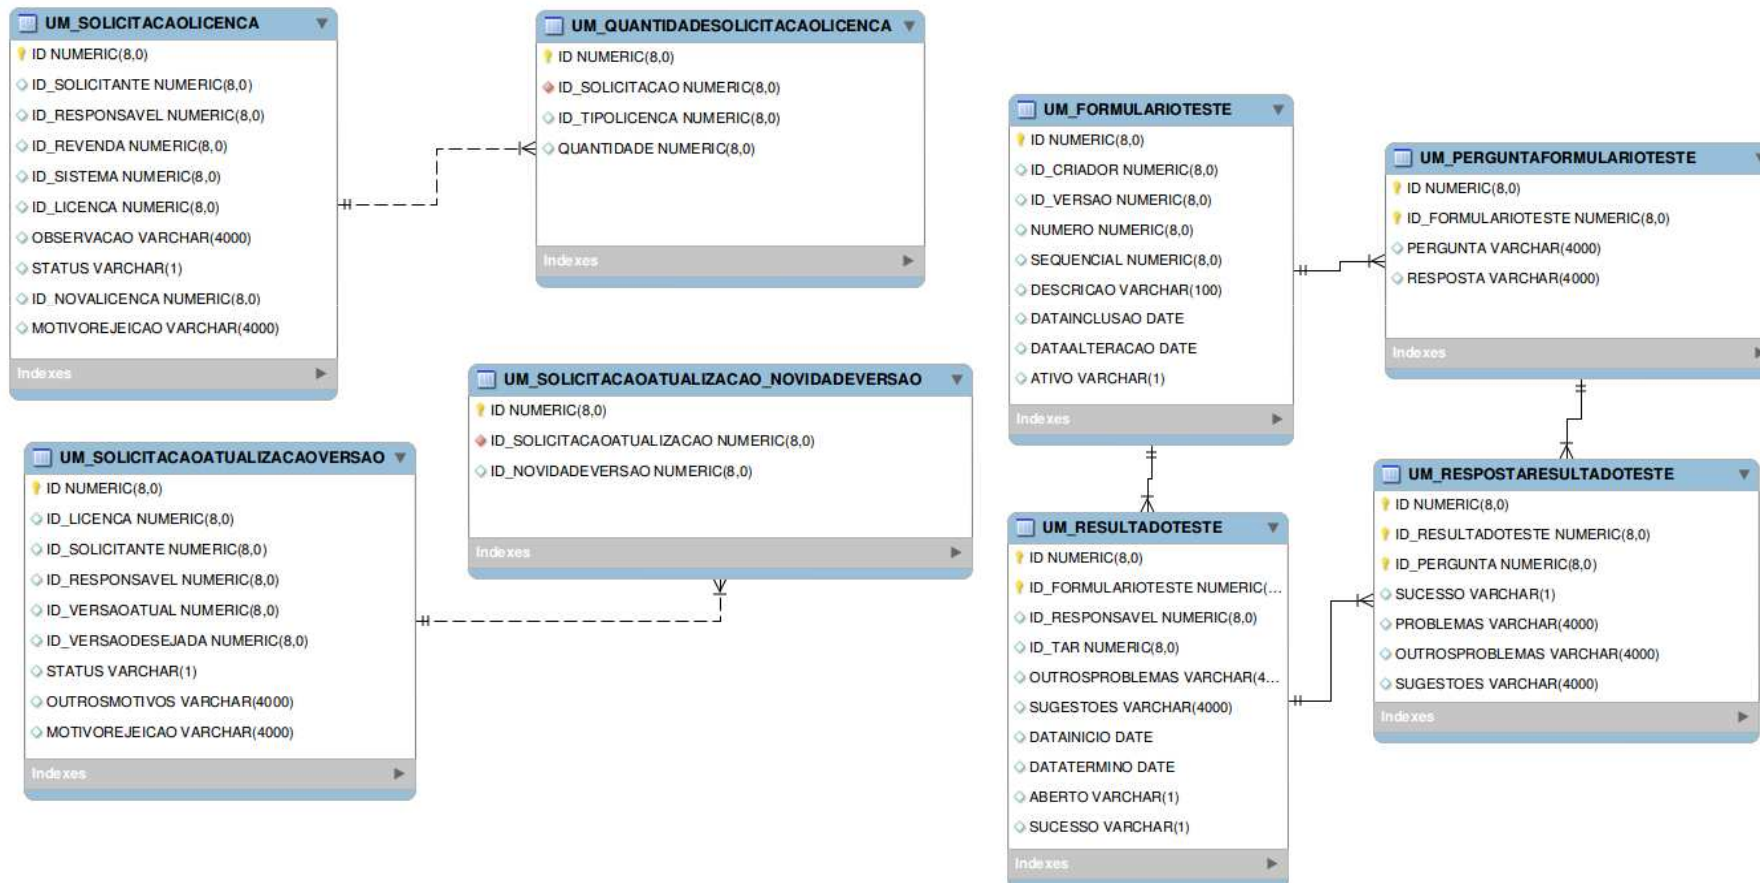 UM_SOLICITACAOLICENCA
ID NUMERIC(8,0)
ID_SOLICITANTE NUMERIC(8,0)
ID_RESPONSAVEL NUMERIC(8,0)
ID_REVENDA NUMERIC(8,0)
ID_SISTEMA NUMERIC(8,0)
ID_LICENCA NUMERIC(8,0)
OBSERVACAO VARCHAR(4000)
STATUS VARCHAR(1)
ID_NOVALICENCA NUMERIC(8,0)
MOTIVOREJEICAO VARCHAR(4000)
Indexes
UM_QUANTIDADESOLICITACAOLICENCA
ID NUMERIC(8,0)
ID_SOLICITACAO NUMERIC(8,0)
ID_TIPOLICENCA NUMERIC(8,0)
QUANTIDADE NUMERIC(8,0)
Indexes
UM_SOLICITACAOATUALIZACAO_NOVIDADEVERSAO
ID NUMERIC(8,0)
ID_SOLICITACAOATUALIZACAO NUMERIC(8,0)
ID_NOVIDADEVERSAO NUMERIC(8,0)
Indexes
UM_SOLICITACAOATUALIZACAOVERSAO
ID NUMERIC(8,0)
ID_LICENCA NUMERIC(8,0)
ID_SOLICITANTE NUMERIC(8,0)
ID_RESPONSAVEL NUMERIC(8,0)
ID_VERSAOATUAL NUMERIC(8,0)
ID_VERSAODESEJADA NUMERIC(8,0)
STATUS VARCHAR(1)
OUTROSMOTIVOS VARCHAR(4000)
MOTIVOREJEICAO VARCHAR(4000)
Indexes
UM_FORMULARIOTESTE
ID NUMERIC(8,0)
ID_CRIADOR NUMERIC(8,0)
ID_VERSAO NUMERIC(8,0)
NUMERO NUMERIC(8,0)
SEQUENCIAL NUMERIC(8,0)
DESCRICAO VARCHAR(100)
DATAINCLUSAO DATE
DATAALTERACAO DATE
ATIVO VARCHAR(1)
Indexes
UM_PERGUNTAFORMULARIOTESTE
ID NUMERIC(8,0)
ID_FORMULARIOTESTE NUMERIC(8,0)
PERGUNTA VARCHAR(4000)
RESPOSTA VARCHAR(4000)
Indexes
UM_RESULTADOTESTE
ID NUMERIC(8,0)
ID_FORMULARIOTESTE NUMERIC(...
ID_RESPONSAVEL NUMERIC(8,0)
ID_TAR NUMERIC(8,0)
OUTROSPROBLEMAS VARCHAR(4...
SUGESTOES VARCHAR(4000)
DATAINICIO DATE
DATATERMINO DATE
ABERTO VARCHAR(1)
SUCESSO VARCHAR(1)
Indexes
UM_RESPOSTARESULTADOTESTE
ID NUMERIC(8,0)
ID_RESULTADOTESTE NUMERIC(8,0)
ID_PERGUNTA NUMERIC(8,0)
SUCESSO VARCHAR(1)
PROBLEMAS VARCHAR(4000)
OUTROSPROBLEMAS VARCHAR(4000)
SUGESTOES VARCHAR(4000)
Indexes